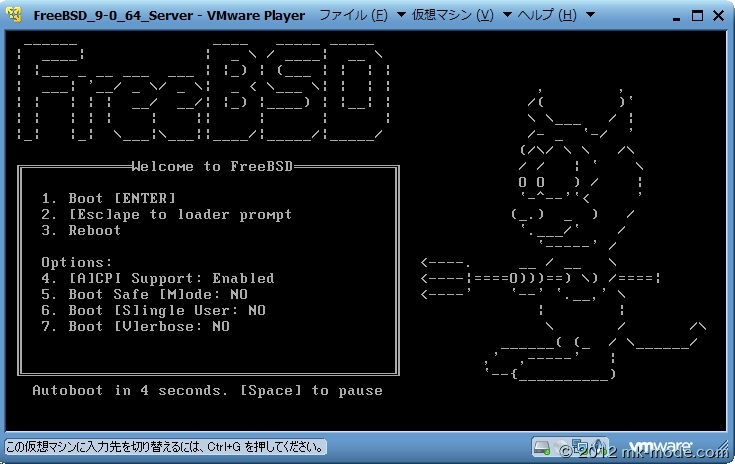 FreeBSD_9-0_64_Server - VMware Player ファイル (F) 仮想マシン (V) ヘルプ (H)
FreeBSD
Welcome to FreeBSD
1. Boot [ENTER]
2. [Esc]ape to loader prompt
3. Reboot
Options:
4. [A]CPI Support: Enabled
5. Boot Safe [M]ode: NO
6. Boot [S]ingle User: NO
7. Boot [V]erbose: NO
Autoboot in 4 seconds. [Space] to pause
この仮想マシンに入力先を切り替えるには、Ctrl+G を押してください。
vmware
© 2012 mk-mode.com